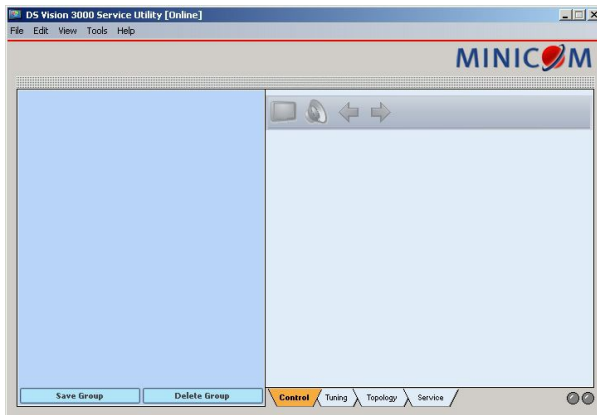 DS Vision 3000 Service Utility [Online]
File Edit View Tools Help
MINICOM
Save Group Delete Group Control Tuning Topology Service